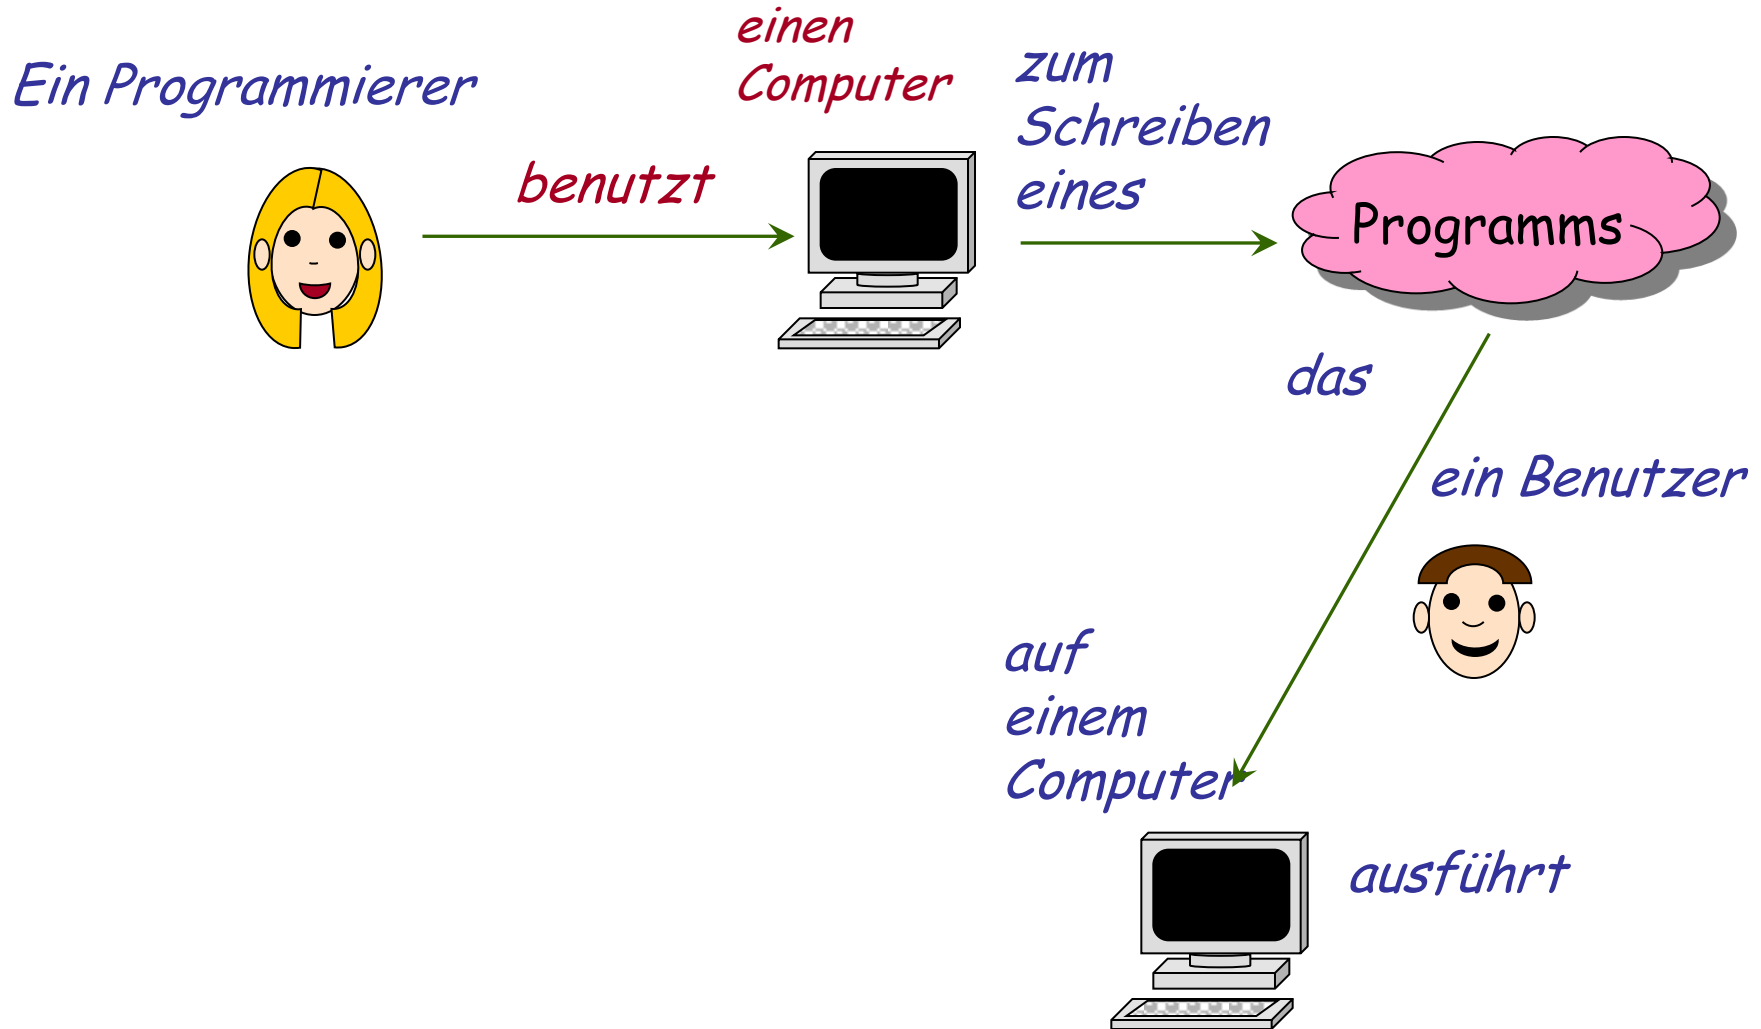 Ein Programmierer
benutzt
einen
Computer
zum
Schreiben
eines
Programms
das
ein Benutzer
auf
einem
Computer
ausführt